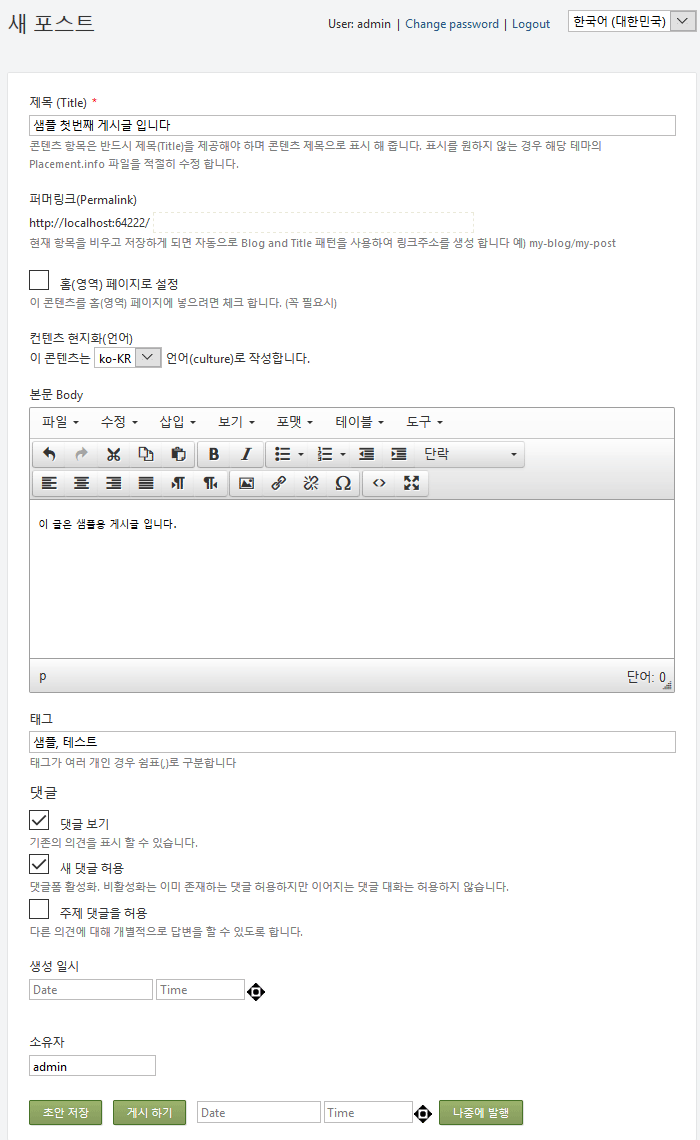 새 포스트
User: admin | Change password | Logout
한국어 (대한민국)
제목 (Title) *
샘플 첫번째 게시글 입니다
콘텐츠 항목은 반드시 제목(Title)을 제공해야 하며 콘텐츠 제목으로 표시 해 줍니다. 표시를 원하지 않는 경우 해당 테마의
Placement.info 파일을 적절히 수정 합니다.
퍼머링크(Permalink)
http://localhost:64222/
현재 항목을 비우고 저장하게 되면 자동으로 Blog and Title 패턴을 사용하여 링크주소를 생성 합니다 예) my-blog/my-post
홈(영역) 페이지로 설정
이 콘텐츠를 홈(영역) 페이지에 넣으려면 체크 합니다. (꼭 필요시)
컨텐츠 현지화(언어)
이 콘텐츠는 ko-KR 언어(culture)로 작성합니다.
본문 Body
파일 수정 삽입 보기 포맷 테이블 도구
B I 단락
이 글은 샘플용 게시글 입니다.
p 단어: 0
태그
샘플, 테스트
태그가 여러 개인 경우 쉼표(,)로 구분합니다
댓글
댓글 보기
기존의 의견을 표시 할 수 있습니다.
새 댓글 허용
댓글폼 활성화. 비활성화는 이미 존재하는 댓글 허용하지만 이어지는 댓글 대화는 허용하지 않습니다.
주제 댓글을 허용
다른 의견에 대해 개별적으로 답변을 할 수 있도록 합니다.
생성 일시
Date Time
소유자
admin
초안 저장 게시 하기 Date Time 나중에 발행